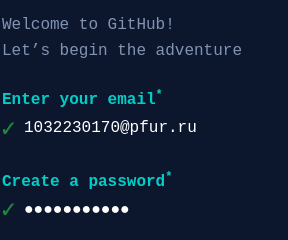 Welcome to GitHub!
Let’s begin the adventure
Enter your email*
✓ 1032230170@pfur.ru
Create a password*
✓ ●●●●●●●●●●●